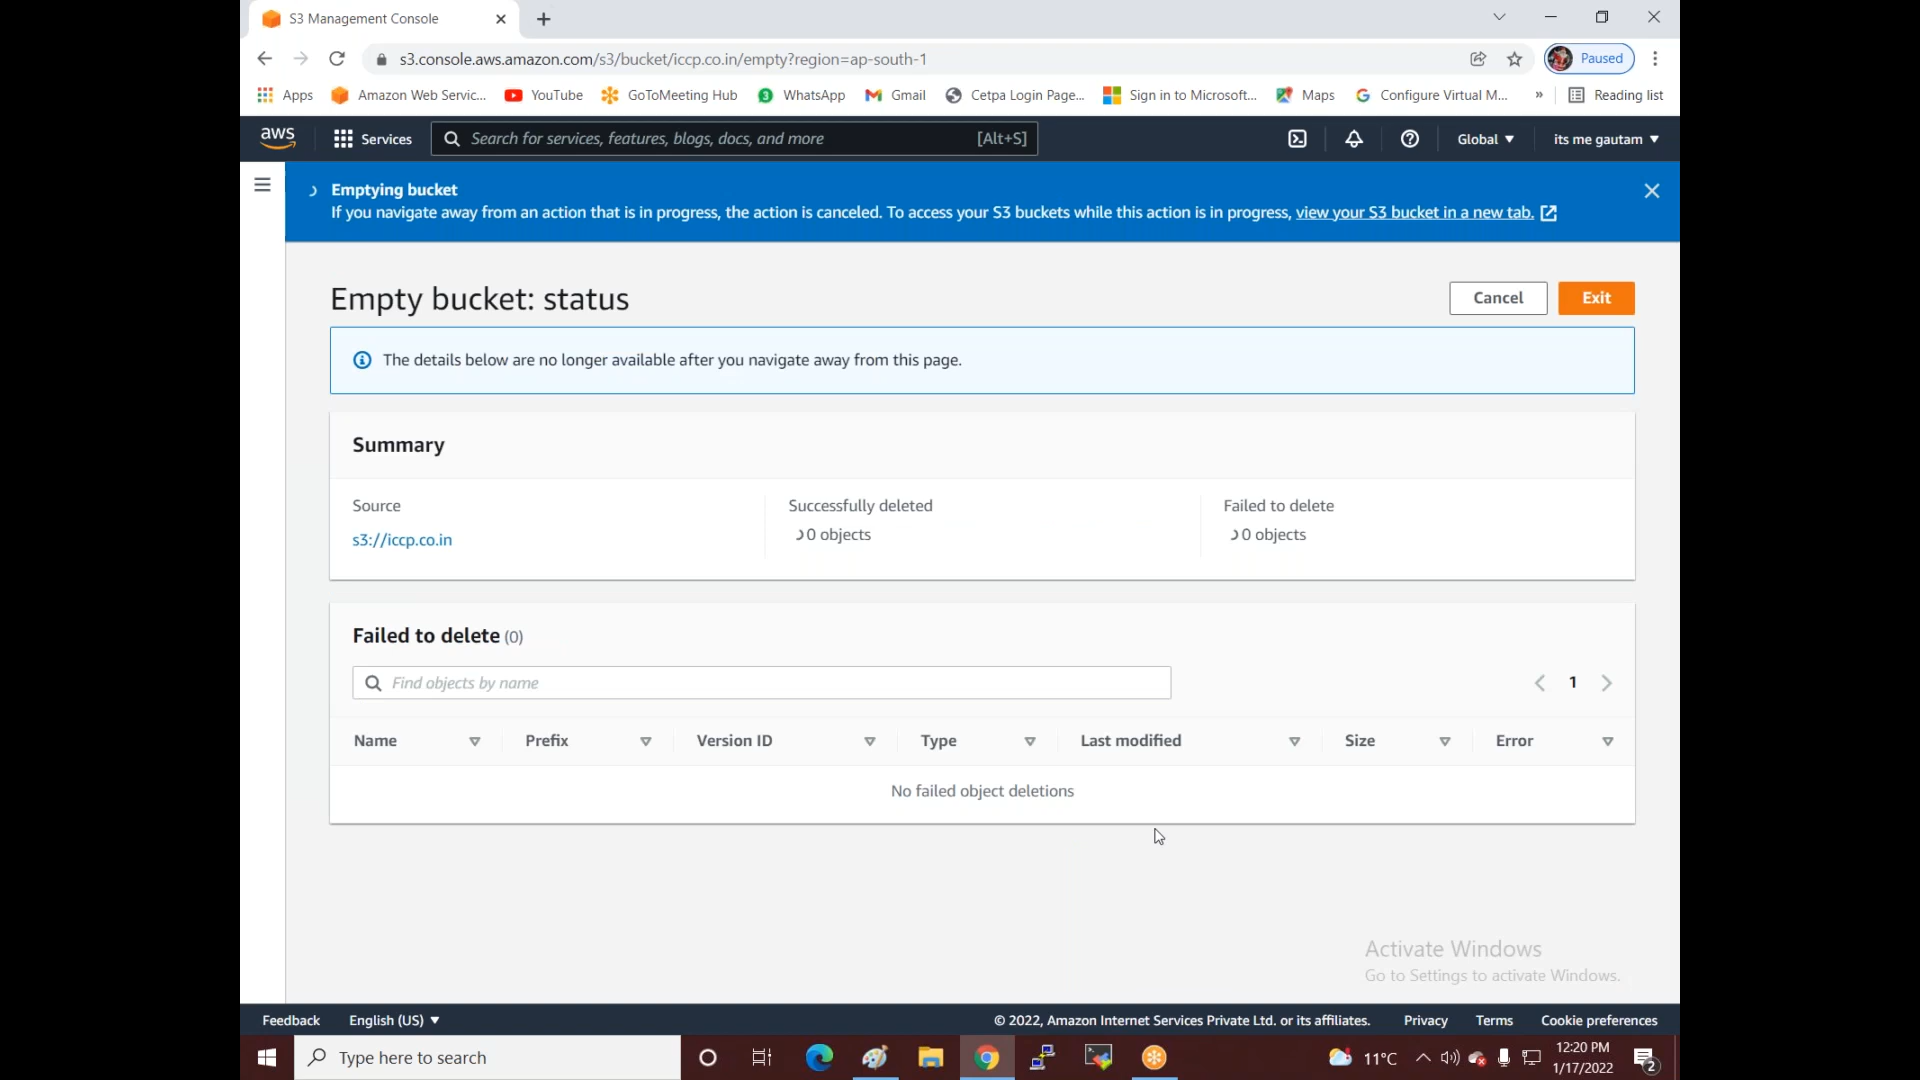 S3 Management Console
s3.console.aws.amazon.com/s3/bucket/iccp.co.in/empty?region=ap-south-1
Paused
Apps
Amazon Web Servic...
YouTube
GoToMeeting Hub
3
WhatsApp
Gmail
Cetpa Login Page...
Sign in to Microsoft...
Maps
Configure Virtual M...
»
Reading list
aws
Services
Search for services, features, blogs, docs, and more
[Alt+S]
Global
its me gautam
Emptying bucket
If you navigate away from an action that is in progress, the action is canceled. To access your S3 buckets while this action is in progress, view your S3 bucket in a new tab.
Empty bucket: status
Cancel
Exit
The details below are no longer available after you navigate away from this page.
Summary
Source
Successfully deleted
Failed to delete
s3://iccp.co.in
0 objects
0 objects
Failed to delete (0)
Find objects by name
1
Name
Prefix
Version ID
Type
Last modified
Size
Error
No failed object deletions
Activate Windows
Go to Settings to activate Windows.
Feedback
English (US)
© 2022, Amazon Internet Services Private Ltd. or its affiliates.
Privacy
Terms
Cookie preferences
Type here to search
11°C
12:20 PM
1/17/2022
2